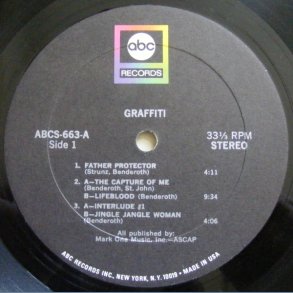 abc
RECORDS
GRAFFITI
ABCS-663-A
Side 1
33⅓ RPM
STEREO
1. FATHER PROTECTOR
(Strunz, Benderoth) 4:11
2. A—THE CAPTURE OF ME
(Benderoth, St. John)
B—LIFEBLOOD (Benderoth) 9:34
3. A—INTERLUDE #1
B—JINGLE JANGLE WOMAN
(Benderoth) 4:06
All published by:
Mark One Music, Inc.—ASCAP
ABC RECORDS INC. NEW YORK, N.Y. 10019 • MADE IN USA